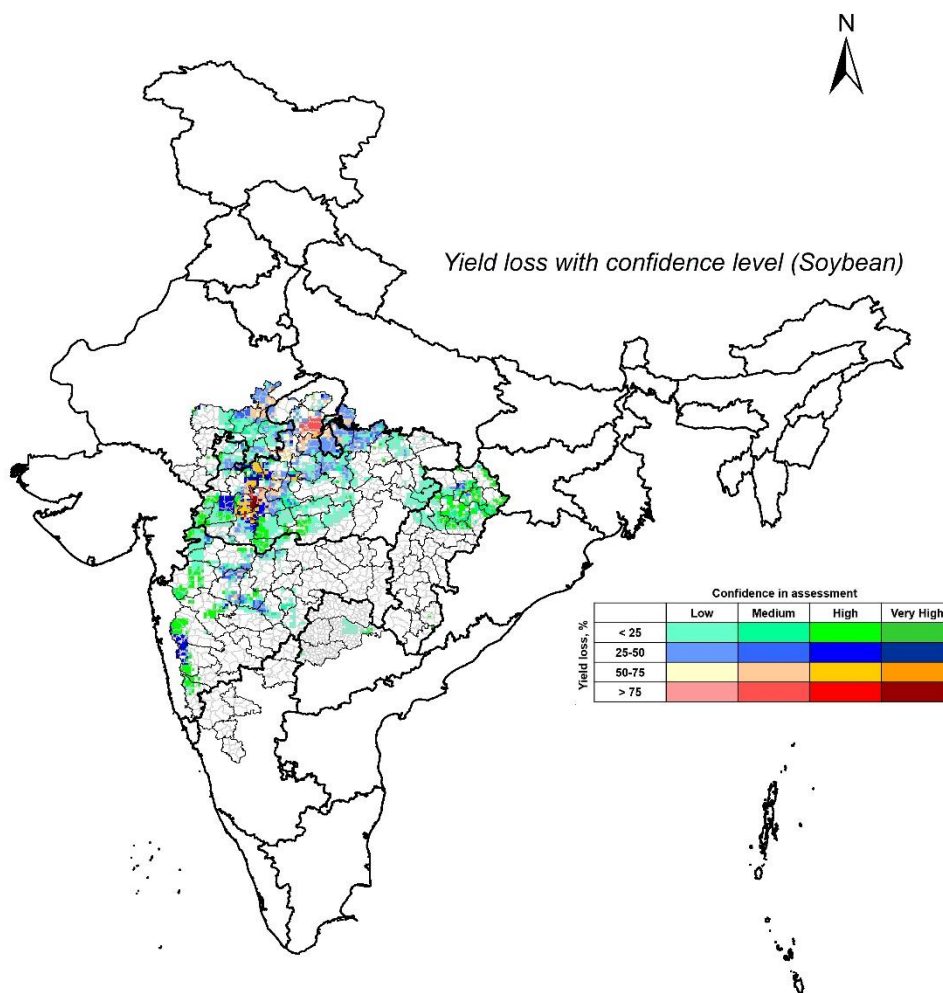 N
Yield loss with confidence level (Soybean)
Confidence in assessment
Low Medium High Very High
Yield loss, %
< 25
25-50
50-75
> 75